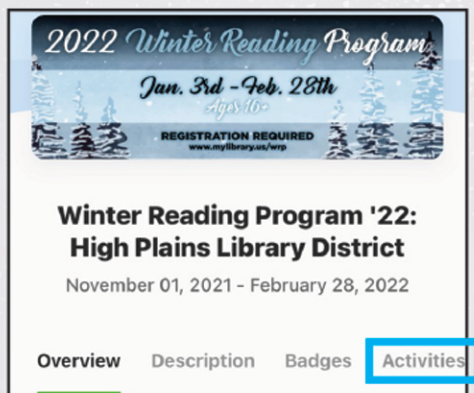 2022 Winter Reading Program
Jan. 3rd - Feb. 28th
Ages 16+
REGISTRATION REQUIRED
www.mylibrary.us/wrp
Winter Reading Program '22:
High Plains Library District
November 01, 2021 - February 28, 2022
Overview Description Badges Activities